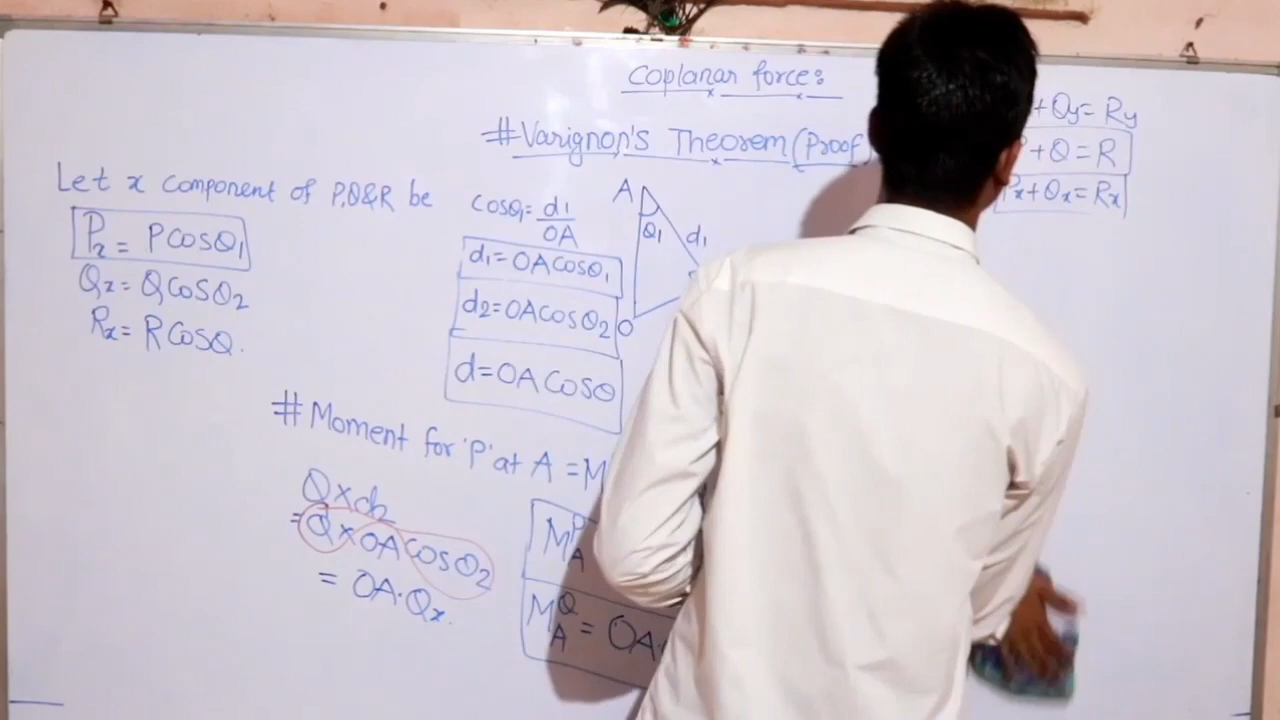 Coplanar force:
#Varignon's Theorem (Proof
+Qy=Ry
+Q=R
Px+Qx=Rx
Let x component of P,Q&R be
Px = PCosθ1
Qx= QCosθ2
Rx= RCosθ.
Cosθ1= d1/OA
d1=OACosθ1
d2=OACosθ2
d=OACosθ
A
θ1
d1
O
#Moment for 'P' at A =M
Q×d2
=Q×OACosθ2
= OA.Qx.
M_A^P
M_A^Q = OA.